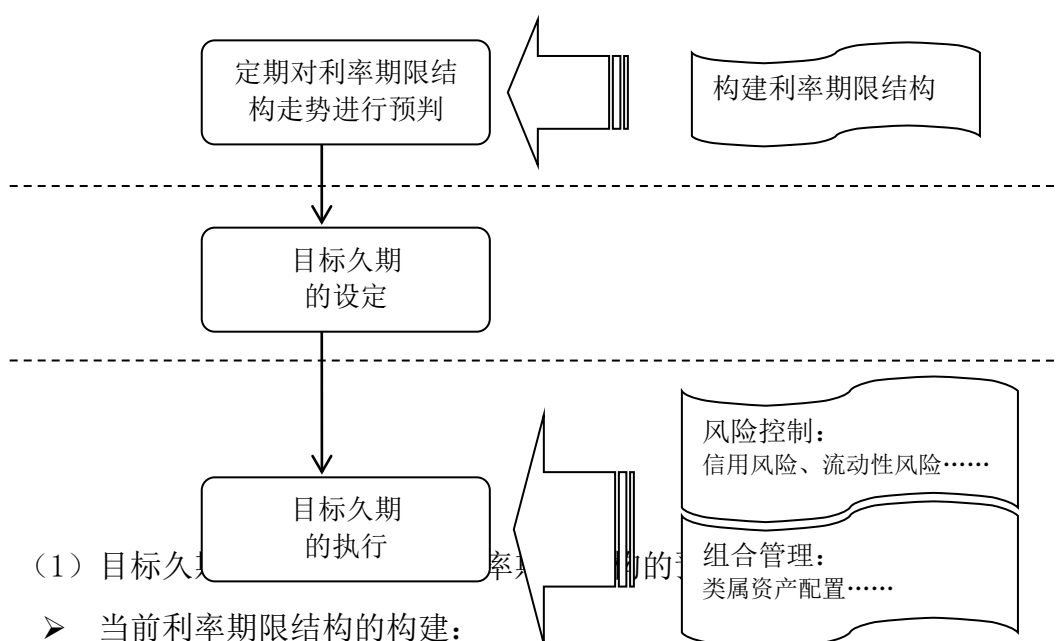 定期对利率期限结
构走势进行预判
构建利率期限结构
目标久期
的设定
风险控制：
信用风险、流动性风险……
目标久期
的执行
组合管理：
类属资产配置……
（1）目标久 率 的
➢ 当前利率期限结构的构建：